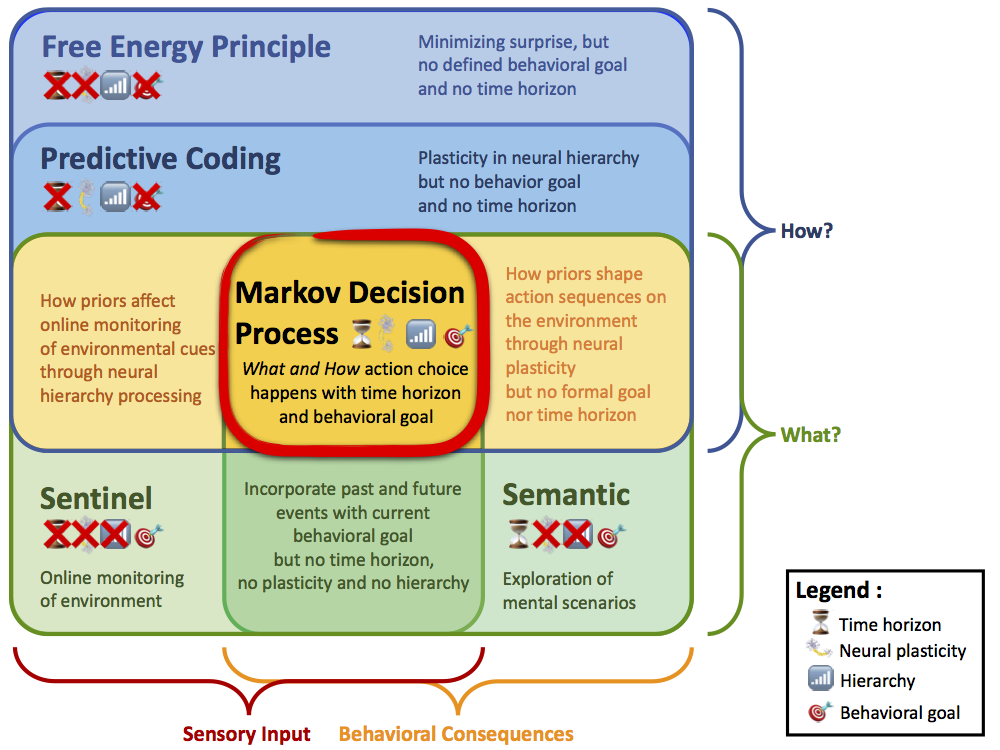 Free Energy Principle
Minimizing surprise, but
no defined behavioral goal
and no time horizon
Predictive Coding
Plasticity in neural hierarchy
but no behavior goal
and no time horizon
How?
How priors affect
online monitoring
of environmental cues
through neural
hierarchy processing
Markov Decision
Process
What and How action choice
happens with time horizon
and behavioral goal
How priors shape
action sequences on
the environment
through neural
plasticity
but no formal goal
nor time horizon
What?
Sentinel
Online monitoring
of environment
Incorporate past and future
events with current
behavioral goal
but no time horizon,
no plasticity and no hierarchy
Semantic
Exploration of
mental scenarios
Legend :
Time horizon
Neural plasticity
Hierarchy
Behavioral goal
Sensory Input
Behavioral Consequences